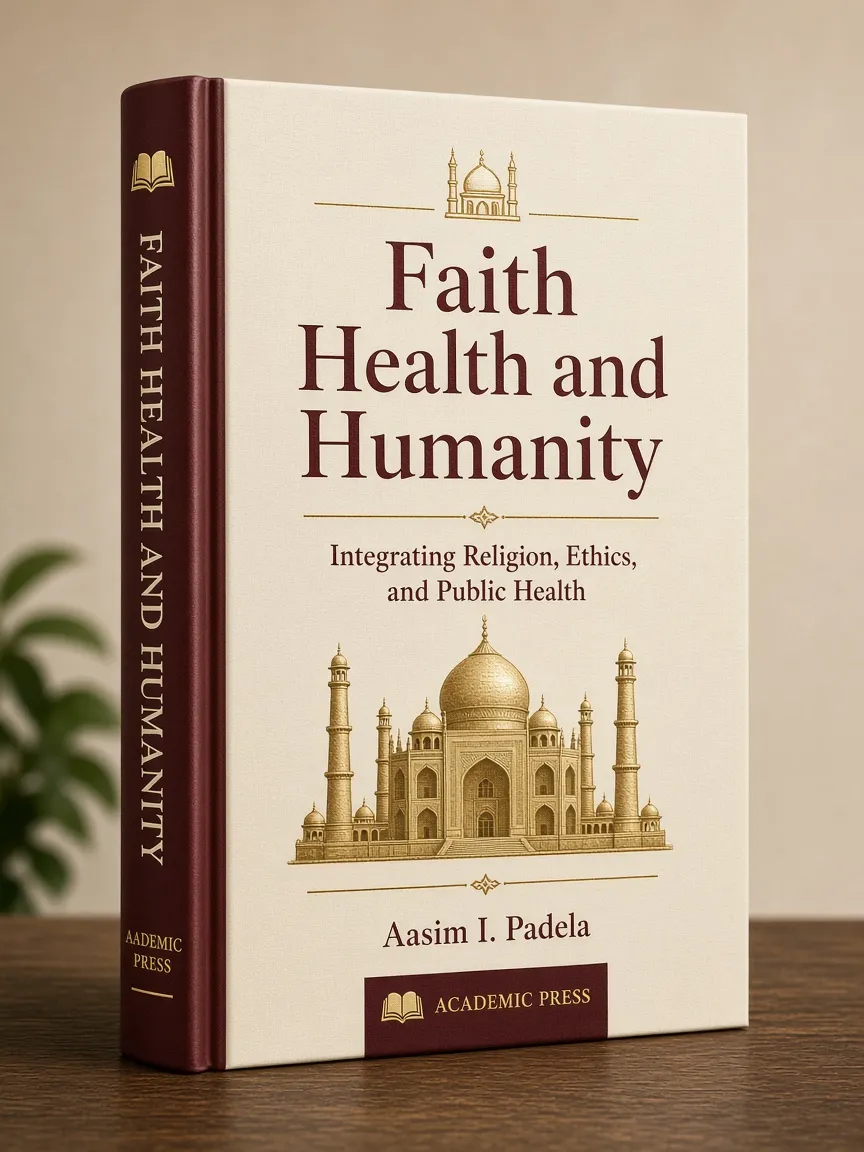 FAITH HEALTH AND HUMANITY
AADEMIC
PRESS
Faith
Health and
Humanity
Integrating Religion, Ethics,
and Public Health
Aasim I. Padela
ACADEMIC PRESS